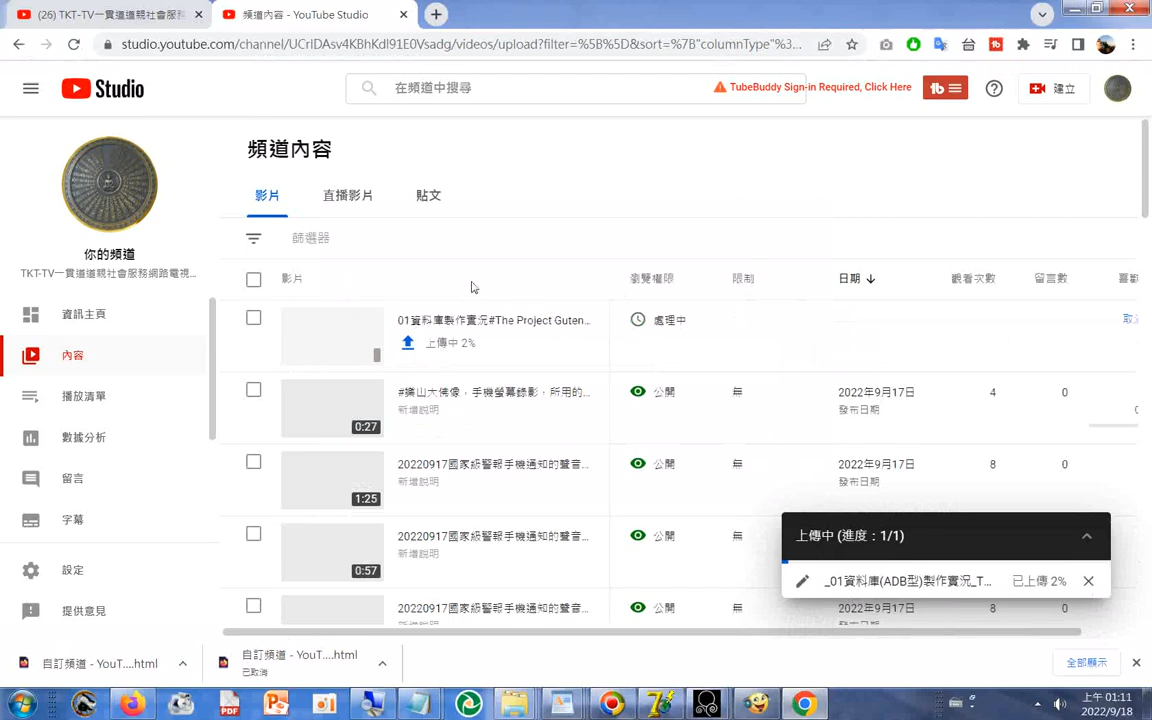 (26) TKT-TV一貫道道親社會服務
頻道內容 - YouTube Studio
studio.youtube.com/channel/UCrIDAsv4KBhKdl91E0Vsadg/videos/upload?filter=%5B%5D&sort=%7B"columnType"%3...
Studio
在頻道中搜尋
TubeBuddy Sign-in Required, Click Here
建立
頻道內容
影片
直播影片
貼文
篩選器
影片
瀏覽權限
限制
日期
觀看次數
留言數
你的頻道
TKT-TV一貫道道親社會服務網路電視...
資訊主頁
內容
播放清單
數據分析
留言
字幕
設定
提供意見
01資料庫製作實況#The Project Guten...
上傳中 2%
處理中
#樂山大佛像，手機螢幕錄影，所用的...
新增說明
0:27
公開
無
2022年9月17日
發布日期
4
0
20220917國家級警報手機通知的聲音...
新增說明
1:25
公開
無
2022年9月17日
發布日期
8
0
20220917國家級警報手機通知的聲音...
新增說明
0:57
公開
無
20220917國家級警報手機通知的聲音...
公開
無
2022年9月17日
8
0
上傳中 (進度：1/1)
_01資料庫(ADB型)製作實況_T...
已上傳 2%
自訂頻道 - YouT....html
自訂頻道 - YouT....html
已取消
全部顯示
上午 01:11
2022/9/18